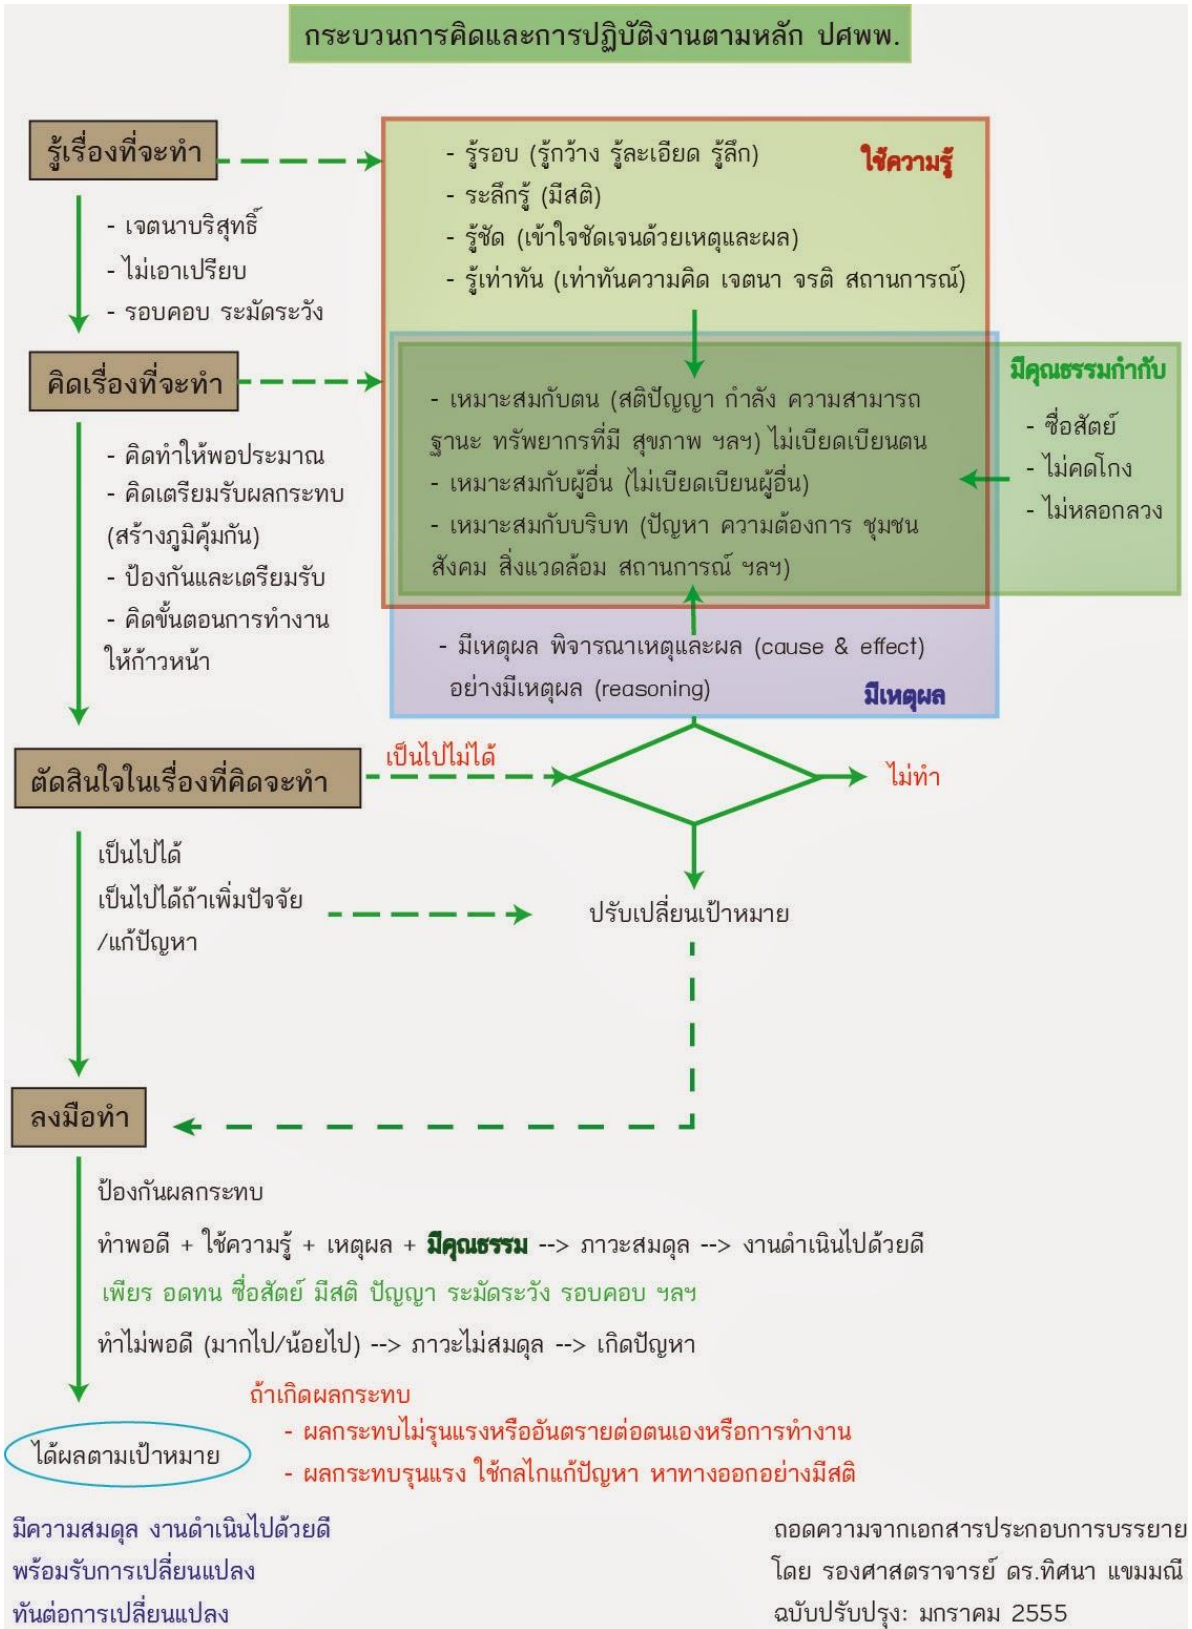 กระบวนการคิดและการปฏิบัติงานตามหลัก ปศพพ.
รู้เรื่องที่จะทำ
- เจตนาบริสุทธิ์
- ไม่เอาเปรียบ
- รอบคอบ ระมัดระวัง
- รู้รอบ (รู้กว้าง รู้ละเอียด รู้ลึก)
ใช้ความรู้
- ระลึกรู้ (มีสติ)
- รู้ชัด (เข้าใจชัดเจนด้วยเหตุและผล)
- รู้เท่าทัน (เท่าทันความคิด เจตนา จรติ สถานการณ์)
คิดเรื่องที่จะทำ
- คิดทำให้พอประมาณ
- คิดเตรียมรับผลกระทบ
(สร้างภูมิคุ้มกัน)
- ป้องกันและเตรียมรับ
- คิดขั้นตอนการทำงาน
ให้ก้าวหน้า
- เหมาะสมกับตน (สติปัญญา กำลัง ความสามารถ
ฐานะ ทรัพยากรที่มี สุขภาพ ฯลฯ) ไม่เบียดเบียนตน
- เหมาะสมกับผู้อื่น (ไม่เบียดเบียนผู้อื่น)
- เหมาะสมกับบริบท (ปัญหา ความต้องการ ชุมชน
สังคม สิ่งแวดล้อม สถานการณ์ ฯลฯ)
มีคุณธรรมกำกับ
- ซื่อสัตย์
- ไม่คดโกง
- ไม่หลอกลวง
- มีเหตุผล พิจารณาเหตุและผล (cause & effect)
อย่างมีเหตุผล (reasoning)
มีเหตุผล
ตัดสินใจในเรื่องที่คิดจะทำ
เป็นไปไม่ได้
ไม่ทำ
เป็นไปได้
เป็นไปได้ถ้าเพิ่มปัจจัย
/แก้ปัญหา
ปรับเปลี่ยนเป้าหมาย
ลงมือทำ
ป้องกันผลกระทบ
ทำพอดี + ใช้ความรู้ + เหตุผล + มีคุณธรรม --> ภาวะสมดุล --> งานดำเนินไปด้วยดี
เพียร อดทน ซื่อสัตย์ มีสติ ปัญญา ระมัดระวัง รอบคอบ ฯลฯ
ทำไม่พอดี (มากไป/น้อยไป) --> ภาวะไม่สมดุล --> เกิดปัญหา
ถ้าเกิดผลกระทบ
- ผลกระทบไม่รุนแรงหรืออันตรายต่อตนเองหรือการทำงาน
- ผลกระทบรุนแรง ใช้กลไกแก้ปัญหา หาทางออกอย่างมีสติ
ได้ผลตามเป้าหมาย
มีความสมดุล งานดำเนินไปด้วยดี
พร้อมรับการเปลี่ยนแปลง
ทันต่อการเปลี่ยนแปลง
ถอดความจากเอกสารประกอบการบรรยาย
โดย รองศาสตราจารย์ ดร.ทิศนา แขมมณี
ฉบับปรับปรุง: มกราคม 2555